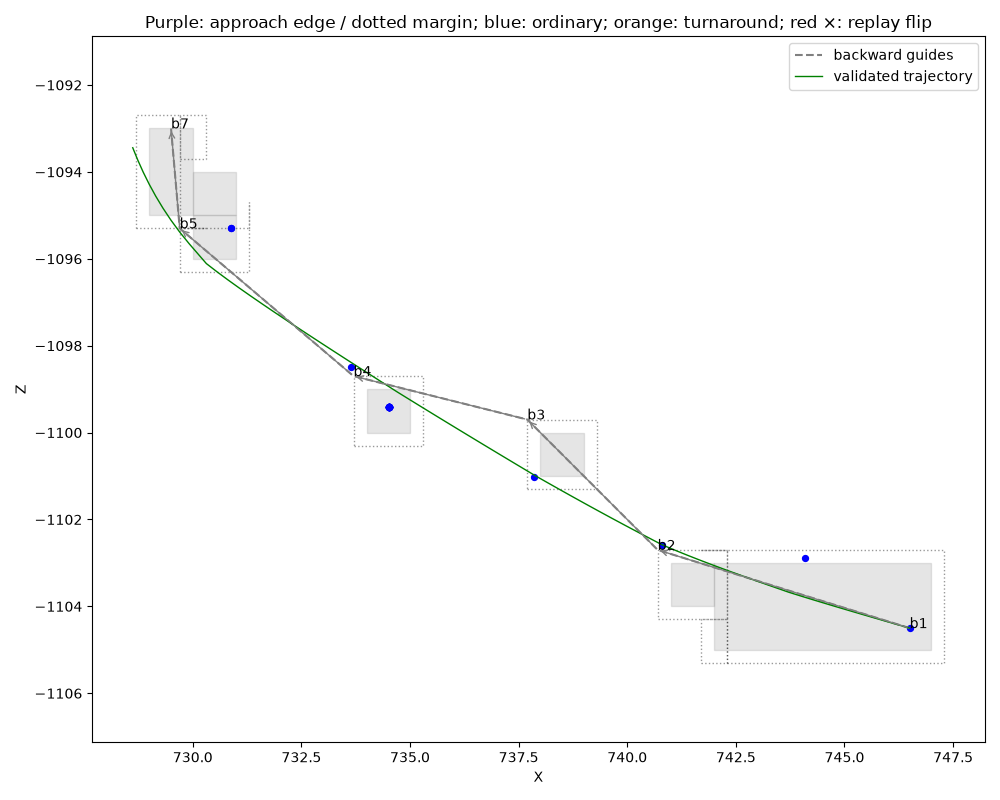 Purple: approach edge / dotted margin; blue: ordinary; orange: turnaround; red ×: replay flip
backward guides
validated trajectory
Z
−1092
−1094
−1096
−1098
−1100
−1102
−1104
−1106
b7
b5
b4
b3
b2
b1
730.0 732.5 735.0 737.5 740.0 742.5 745.0 747.5
X